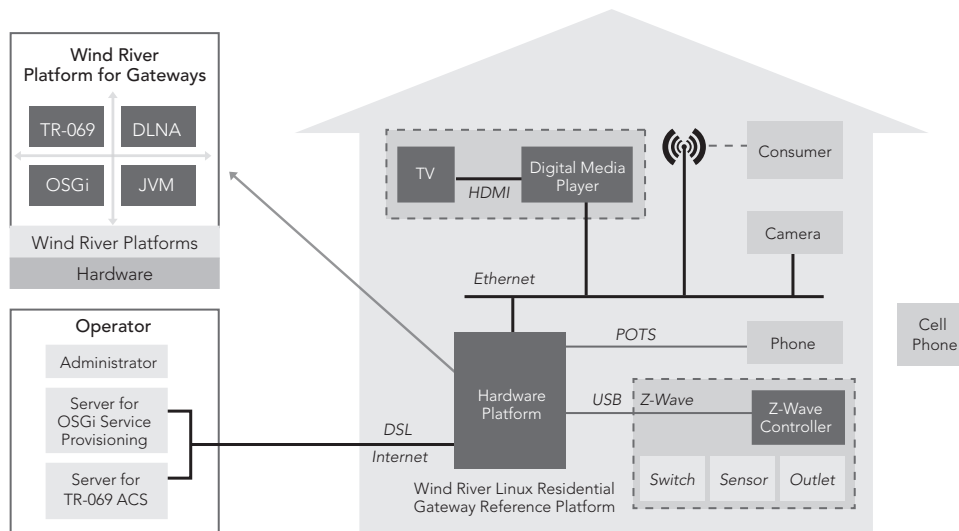 Wind River
Platform for Gateways
TR-069
DLNA
OSGi
JVM
Wind River Platforms
Hardware
Operator
Administrator
Server for
OSGi Service
Provisioning
Server for
TR-069 ACS
DSL
Internet
TV
HDMI
Digital Media
Player
Consumer
Camera
Ethernet
Hardware
Platform
POTS
Phone
USB
Z-Wave
Z-Wave
Controller
Switch
Sensor
Outlet
Wind River Linux Residential
Gateway Reference Platform
Cell
Phone